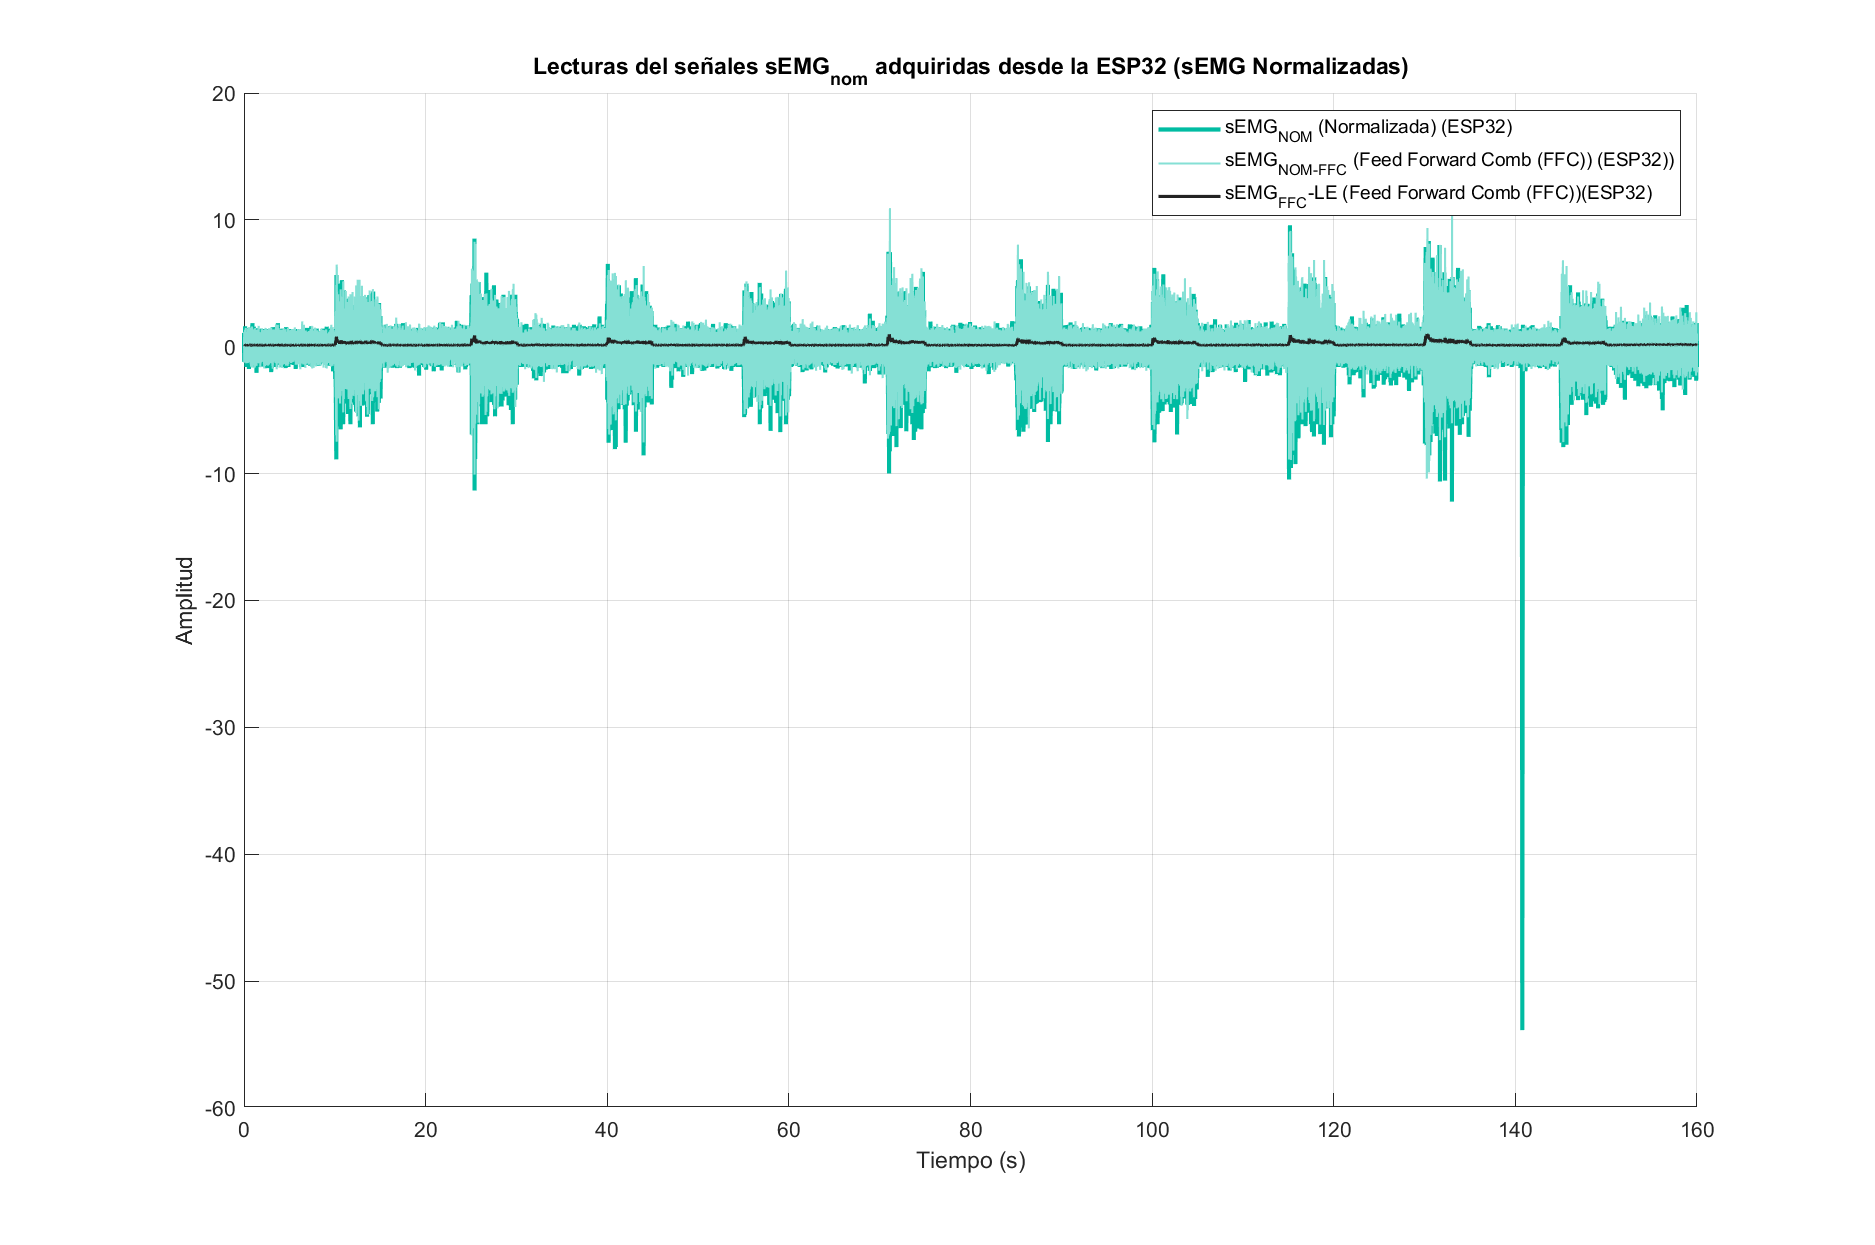 Lecturas del señales sEMGnom adquiridas desde la ESP32 (sEMG Normalizadas)
sEMGNOM (Normalizada) (ESP32)
sEMGNOM-FFC (Feed Forward Comb (FFC)) (ESP32))
sEMGFFC-LE (Feed Forward Comb (FFC))(ESP32)
20
10
0
-10
-20
-30
-40
-50
-60
Amplitud
0 20 40 60 80 100 120 140 160
Tiempo (s)